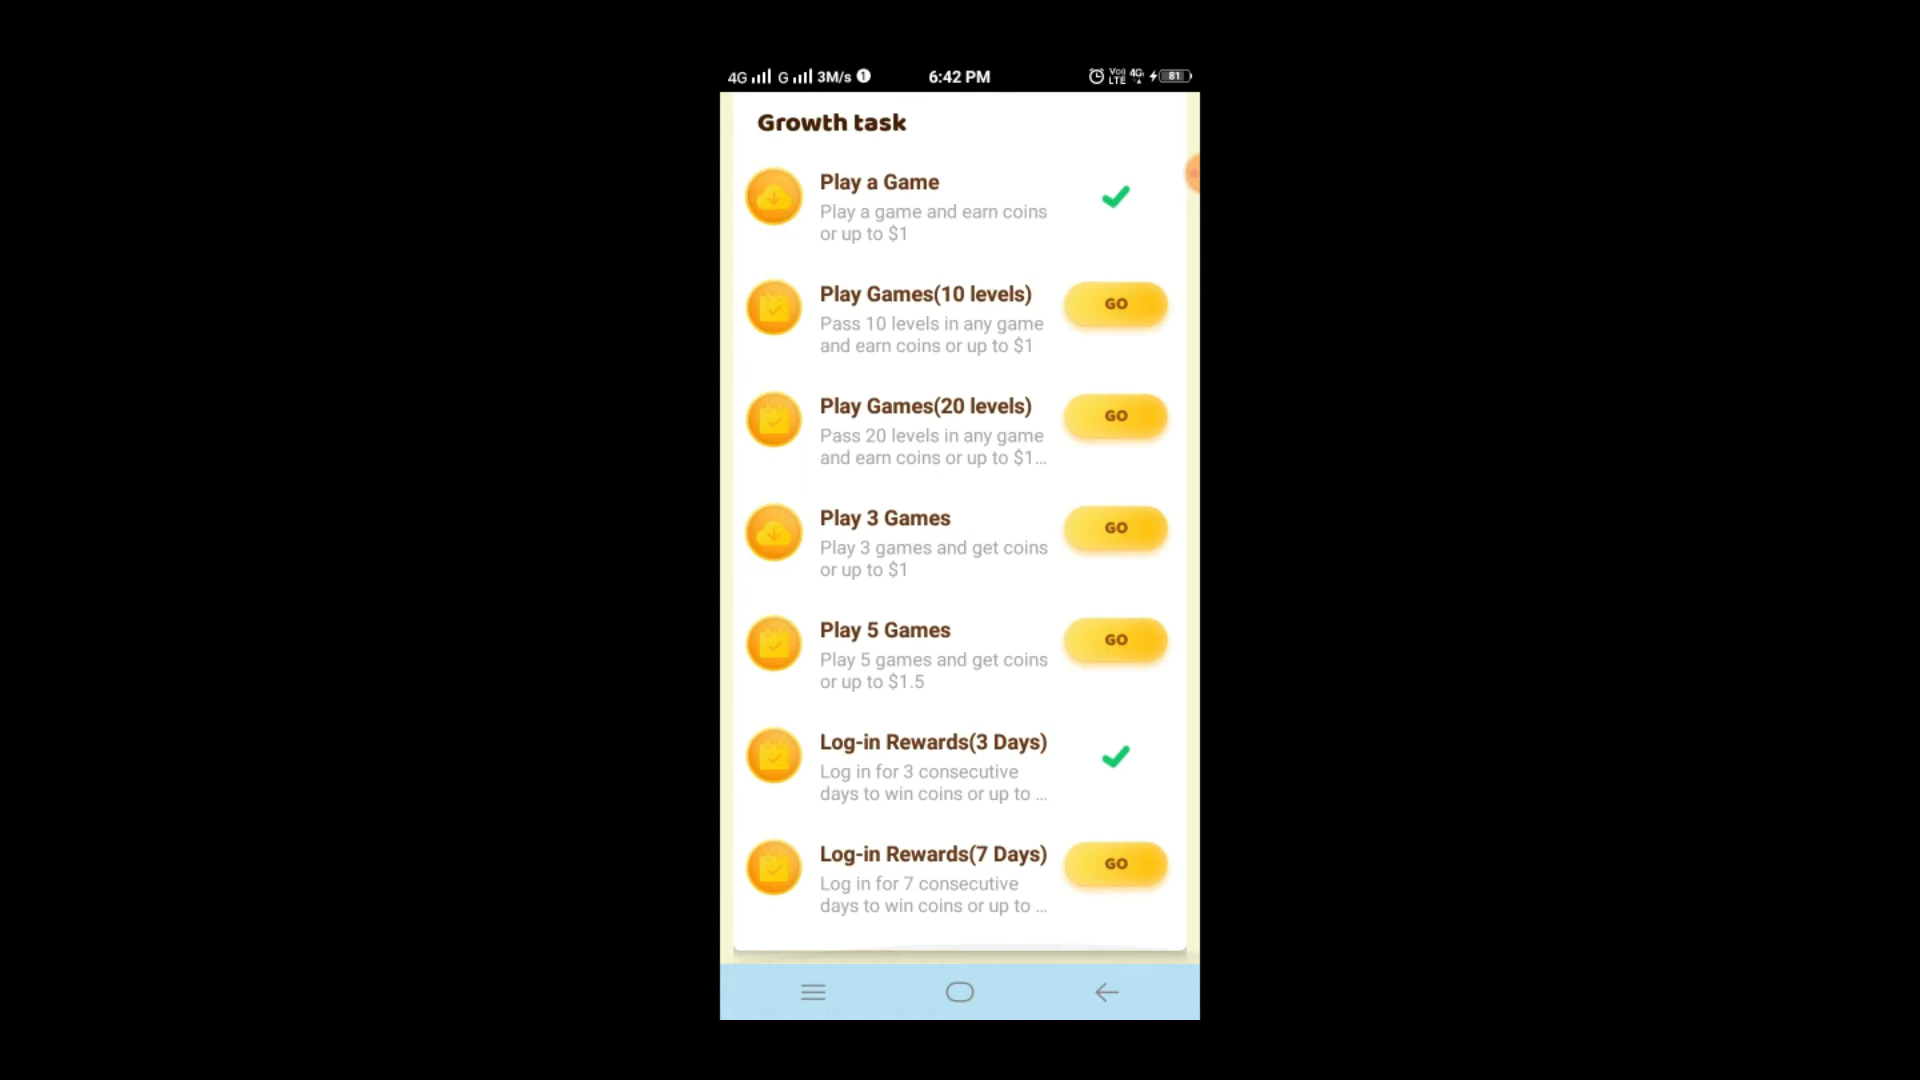 4G G 3M/s 1 6:42 PM Vo) LTE 4G 81
Growth task
Play a Game
Play a game and earn coins
or up to $1
Play Games(10 levels)
Pass 10 levels in any game
and earn coins or up to $1
GO
Play Games(20 levels)
Pass 20 levels in any game
and earn coins or up to $1...
GO
Play 3 Games
Play 3 games and get coins
or up to $1
GO
Play 5 Games
Play 5 games and get coins
or up to $1.5
GO
Log-in Rewards(3 Days)
Log in for 3 consecutive
days to win coins or up to ...
Log-in Rewards(7 Days)
Log in for 7 consecutive
days to win coins or up to ...
GO